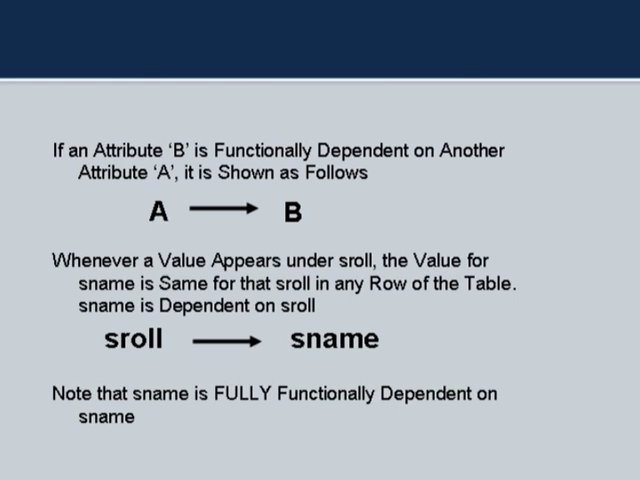 If an Attribute ‘B’ is Functionally Dependent on Another
Attribute ‘A’, it is Shown as Follows
A ⟶ B
Whenever a Value Appears under sroll, the Value for
sname is Same for that sroll in any Row of the Table.
sname is Dependent on sroll
sroll ⟶ sname
Note that sname is FULLY Functionally Dependent on
sname